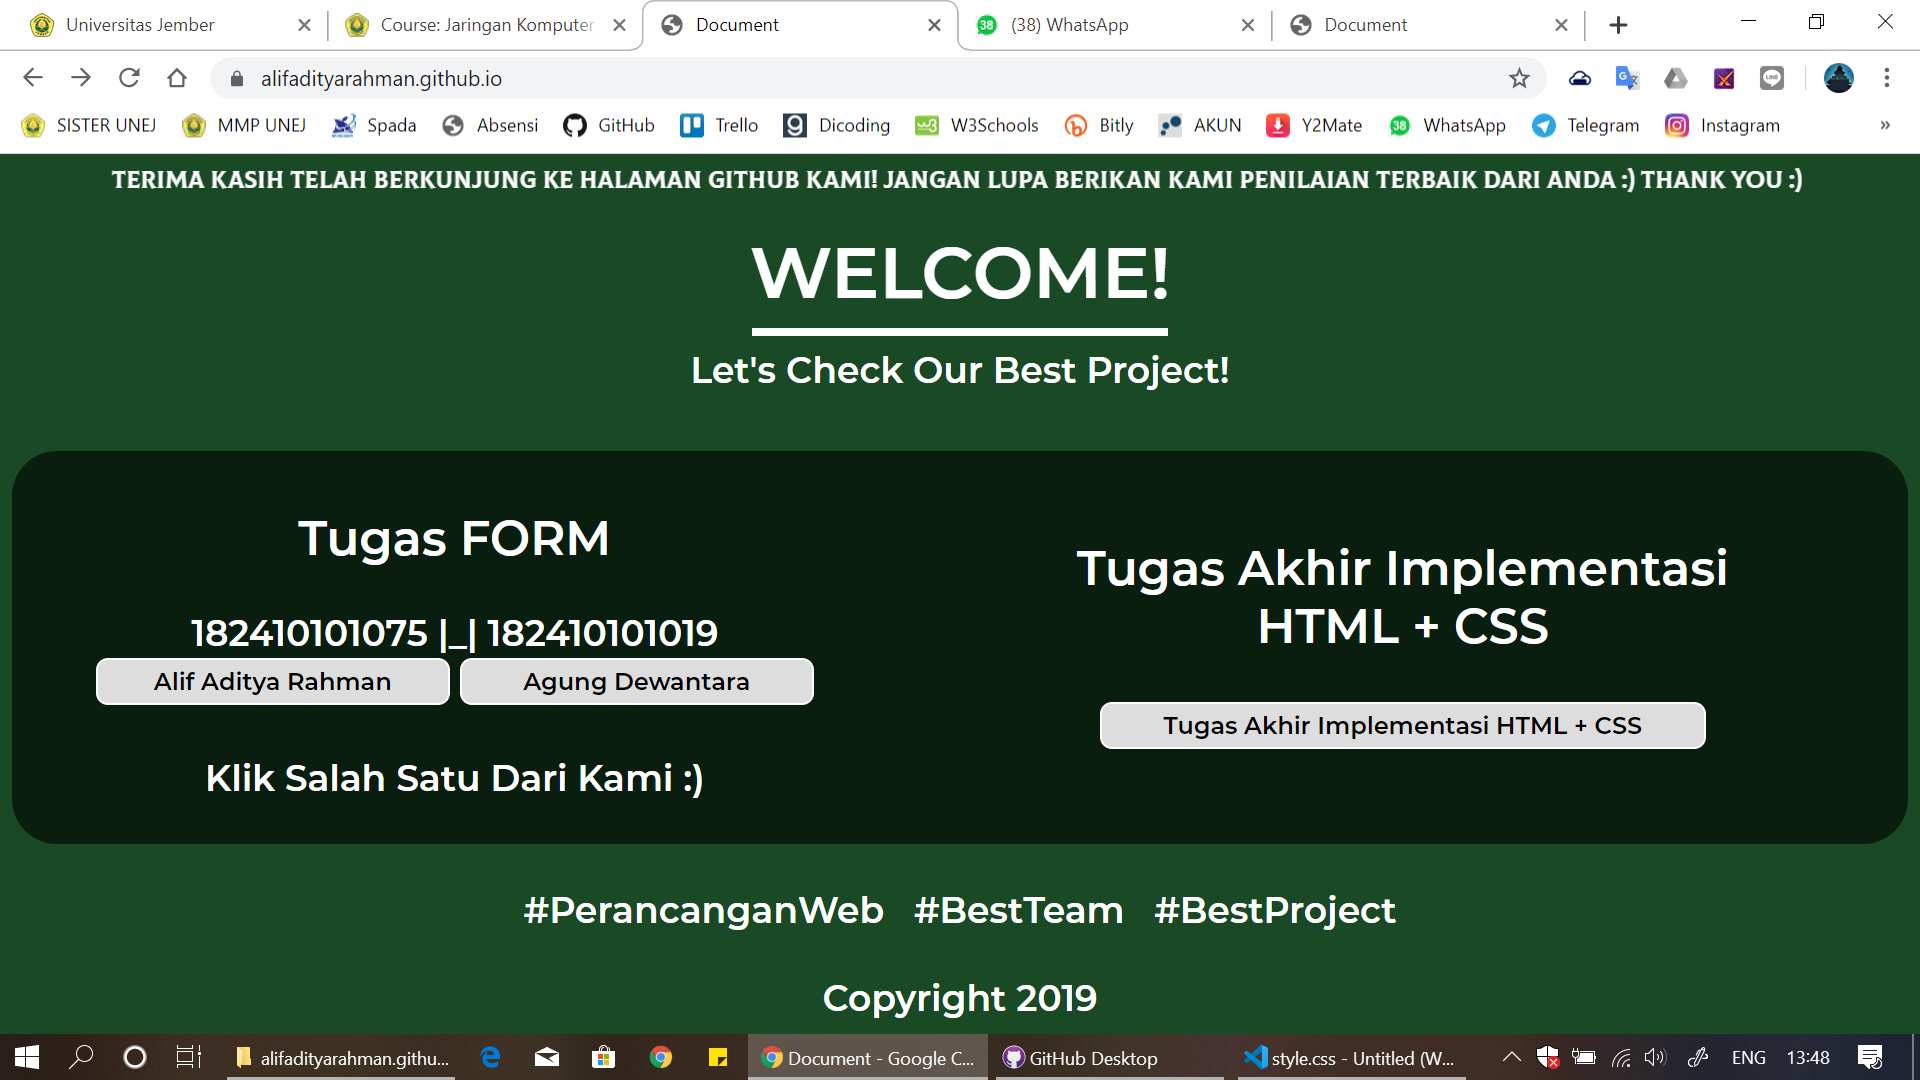 Universitas Jember
Course: Jaringan Komputer
Document
38 (38) WhatsApp
Document
alifadityarahman.github.io
SISTER UNEJ
MMP UNEJ
Spada
Absensi
GitHub
Trello
Dicoding
W3Schools
Bitly
AKUN
Y2Mate
38 WhatsApp
Telegram
Instagram
»
TERIMA KASIH TELAH BERKUNJUNG KE HALAMAN GITHUB KAMI! JANGAN LUPA BERIKAN KAMI PENILAIAN TERBAIK DARI ANDA :) THANK YOU :)
WELCOME!
Let's Check Our Best Project!
Tugas FORM
182410101075 |_| 182410101019
Alif Aditya Rahman
Agung Dewantara
Klik Salah Satu Dari Kami :)
Tugas Akhir Implementasi
HTML + CSS
Tugas Akhir Implementasi HTML + CSS
#PerancanganWeb #BestTeam #BestProject
Copyright 2019
alifadityarahman.githu...
Document - Google C...
GitHub Desktop
style.css - Untitled (W...
ENG
13:48